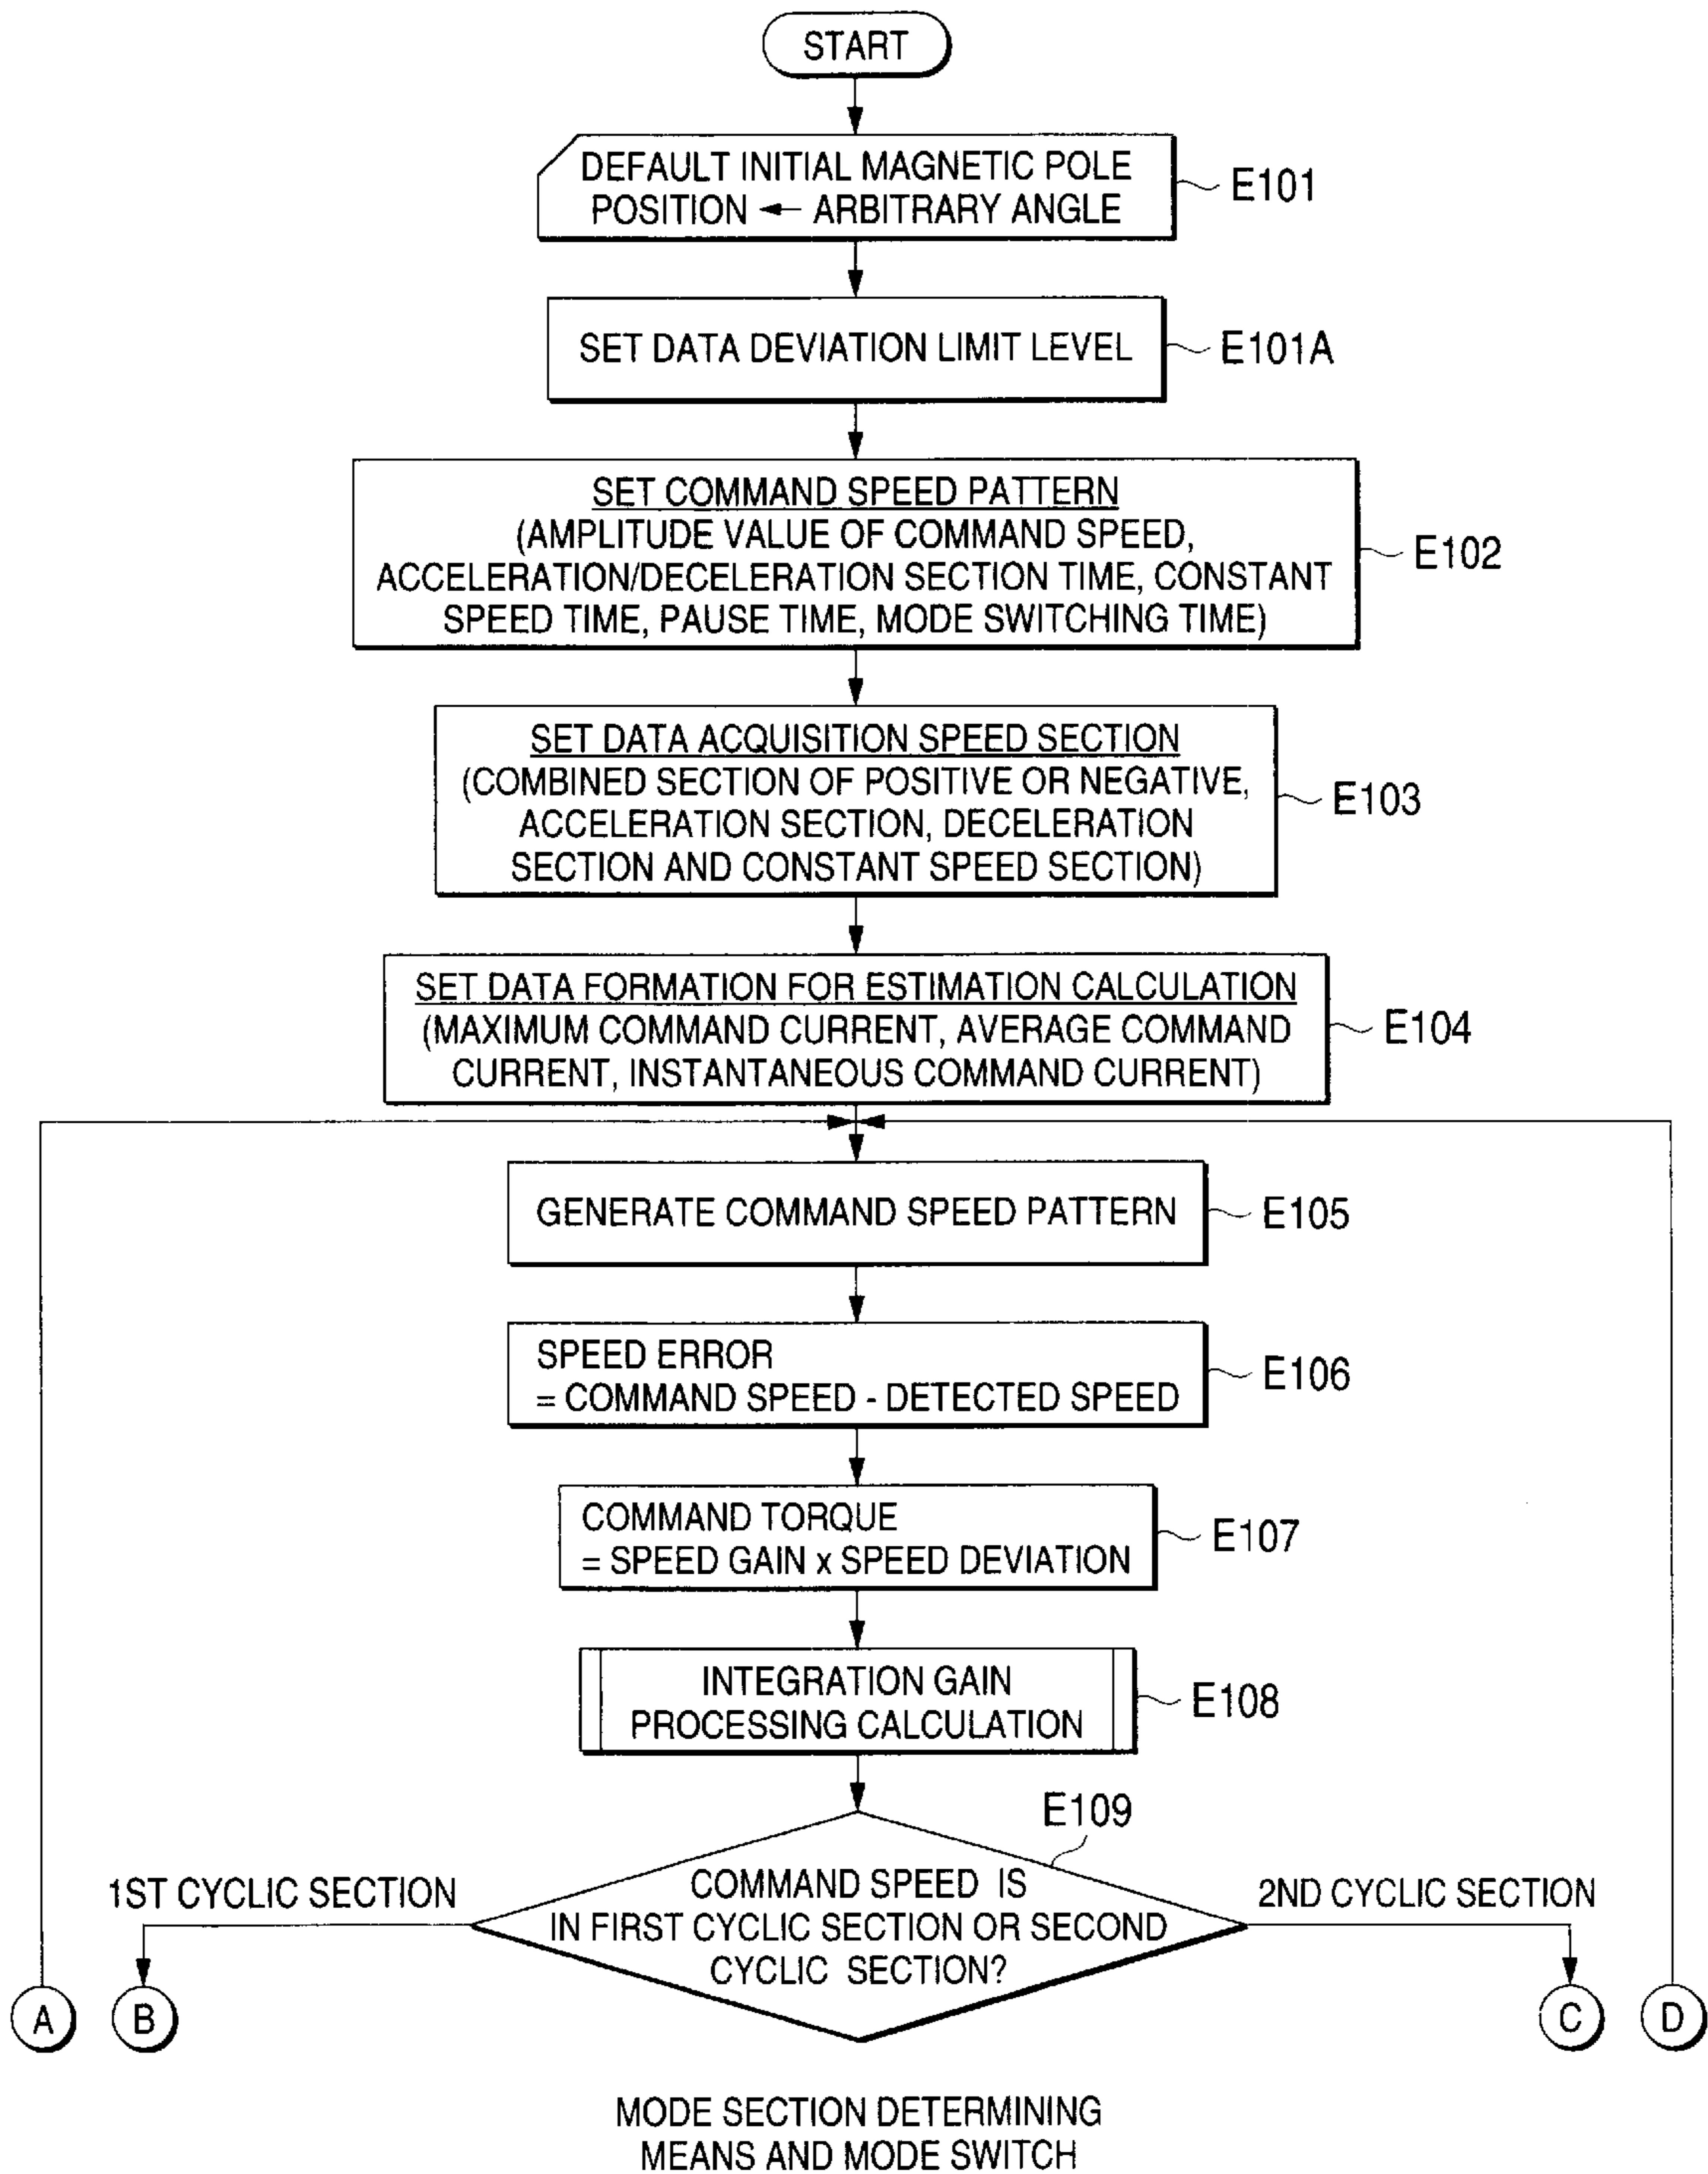 START
DEFAULT INITIAL MAGNETIC POLE
POSITION ← ARBITRARY ANGLE
E101
SET DATA DEVIATION LIMIT LEVEL
E101A
SET COMMAND SPEED PATTERN
(AMPLITUDE VALUE OF COMMAND SPEED,
ACCELERATION/DECELERATION SECTION TIME, CONSTANT
SPEED TIME, PAUSE TIME, MODE SWITCHING TIME)
E102
SET DATA ACQUISITION SPEED SECTION
(COMBINED SECTION OF POSITIVE OR NEGATIVE,
ACCELERATION SECTION, DECELERATION
SECTION AND CONSTANT SPEED SECTION)
E103
SET DATA FORMATION FOR ESTIMATION CALCULATION
(MAXIMUM COMMAND CURRENT, AVERAGE COMMAND
CURRENT, INSTANTANEOUS COMMAND CURRENT)
E104
GENERATE COMMAND SPEED PATTERN
E105
SPEED ERROR
= COMMAND SPEED - DETECTED SPEED
E106
COMMAND TORQUE
= SPEED GAIN x SPEED DEVIATION
E107
INTEGRATION GAIN
PROCESSING CALCULATION
E108
E109
COMMAND SPEED IS
IN FIRST CYCLIC SECTION OR SECOND
CYCLIC SECTION?
1ST CYCLIC SECTION
2ND CYCLIC SECTION
A
B
C
D
MODE SECTION DETERMINING
MEANS AND MODE SWITCH